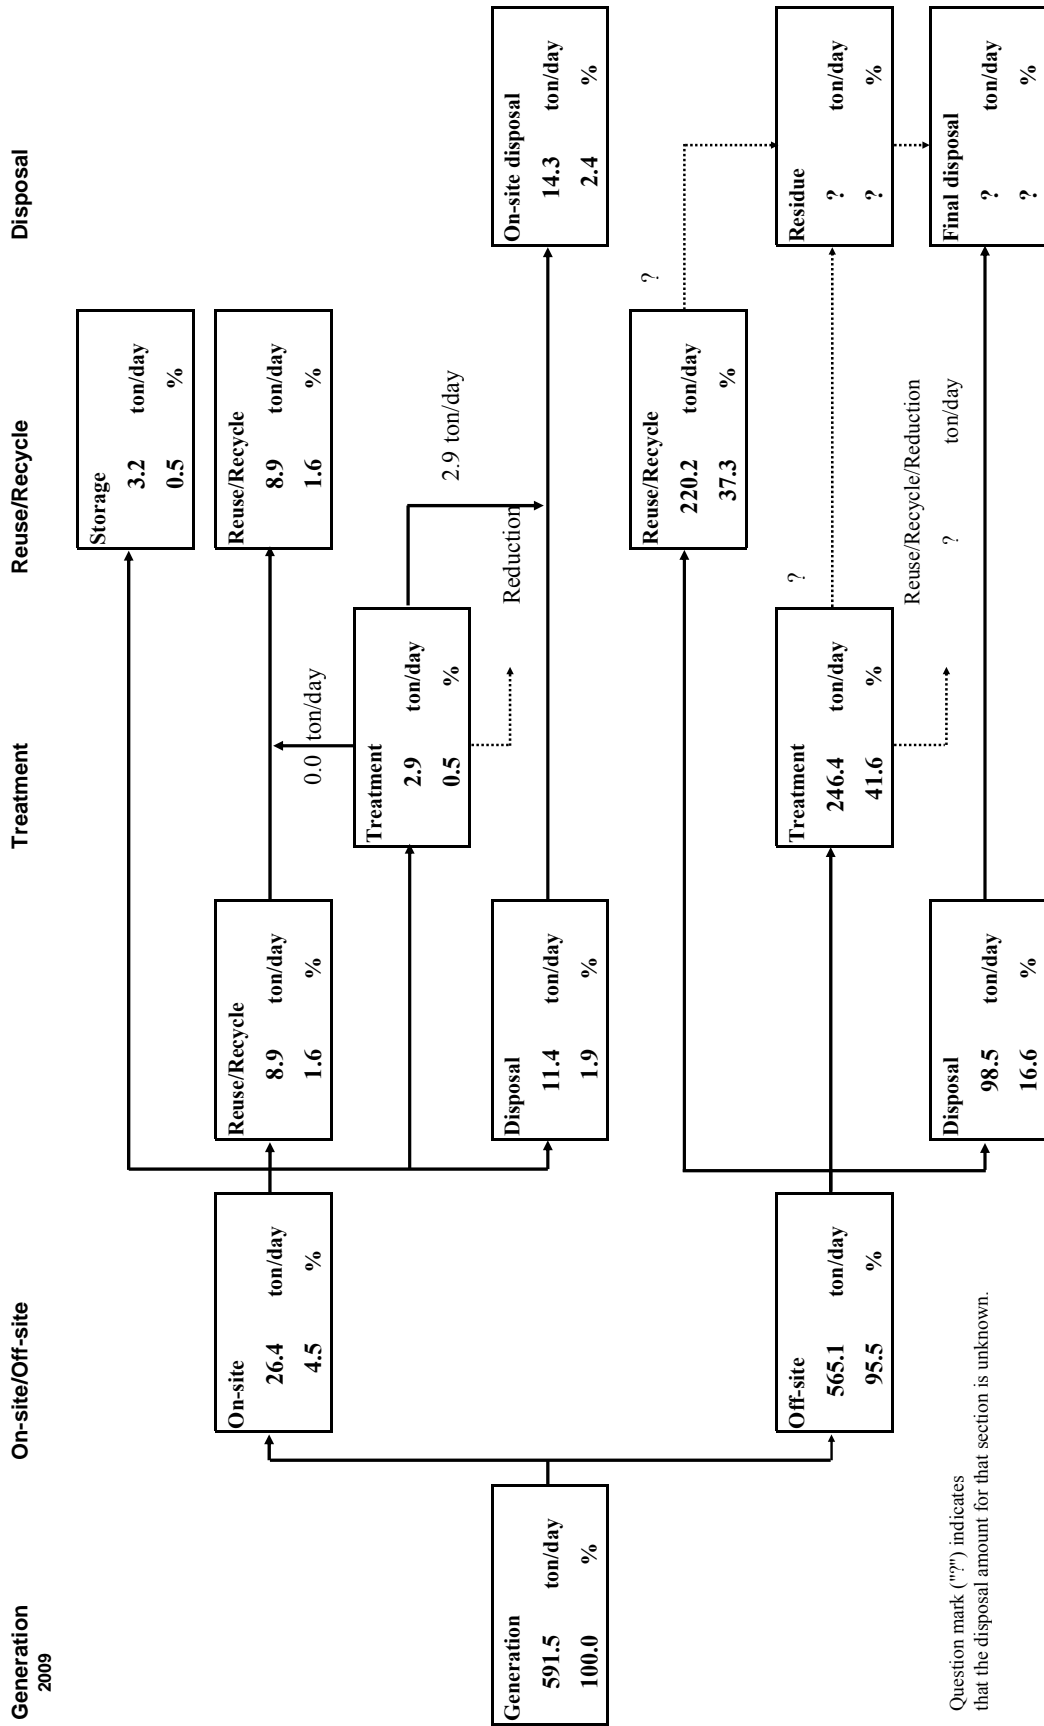 Generation
2009
On-site/Off-site
Treatment
Reuse/Recycle
Disposal
Generation
591.5 ton/day
100.0 %
On-site
26.4 ton/day
4.5 %
Off-site
565.1 ton/day
95.5 %
Reuse/Recycle
8.9 ton/day
1.6 %
Disposal
11.4 ton/day
1.9 %
Disposal
98.5 ton/day
16.6 %
Treatment
2.9 ton/day
0.5 %
0.0 ton/day
Treatment
246.4 ton/day
41.6 %
Storage
3.2 ton/day
0.5 %
Reuse/Recycle
8.9 ton/day
1.6 %
2.9 ton/day
Reduction
Reuse/Recycle
220.2 ton/day
37.3 %
?
?
Reuse/Recycle/Reduction
? ton/day
On-site disposal
14.3 ton/day
2.4 %
Residue
? ton/day
? %
Final disposal
? ton/day
? %
Question mark ("?") indicates
that the disposal amount for that section is unknown.